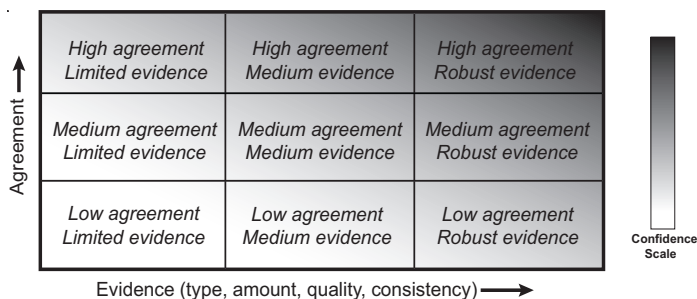 High agreement
Limited evidence
High agreement
Medium evidence
High agreement
Robust evidence
Medium agreement
Limited evidence
Medium agreement
Medium evidence
Medium agreement
Robust evidence
Low agreement
Limited evidence
Low agreement
Medium evidence
Low agreement
Robust evidence
Agreement
Evidence (type, amount, quality, consistency)
Confidence
Scale